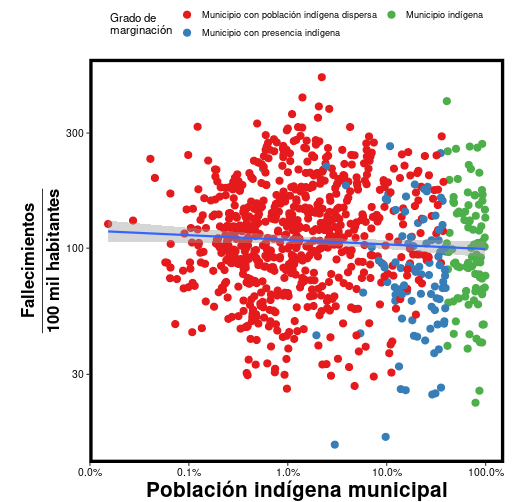 Grado de
marginación
Municipio con población indígena dispersa
Municipio indígena
Municipio con presencia indígena
Fallecimientos
100 mil habitantes
300
100
30
0.0%
0.1%
1.0%
10.0%
100.0%
Población indígena municipal